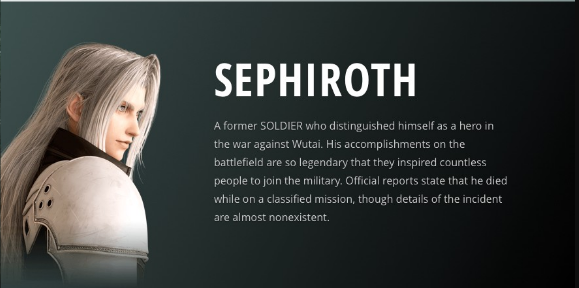 SEPHIROTH
A former SOLDIER who distinguished himself as a hero in
the war against Wutai. His accomplishments on the
battlefield are so legendary that they inspired countless
people to join the military. Official reports state that he died
while on a classified mission, though details of the incident
are almost nonexistent.